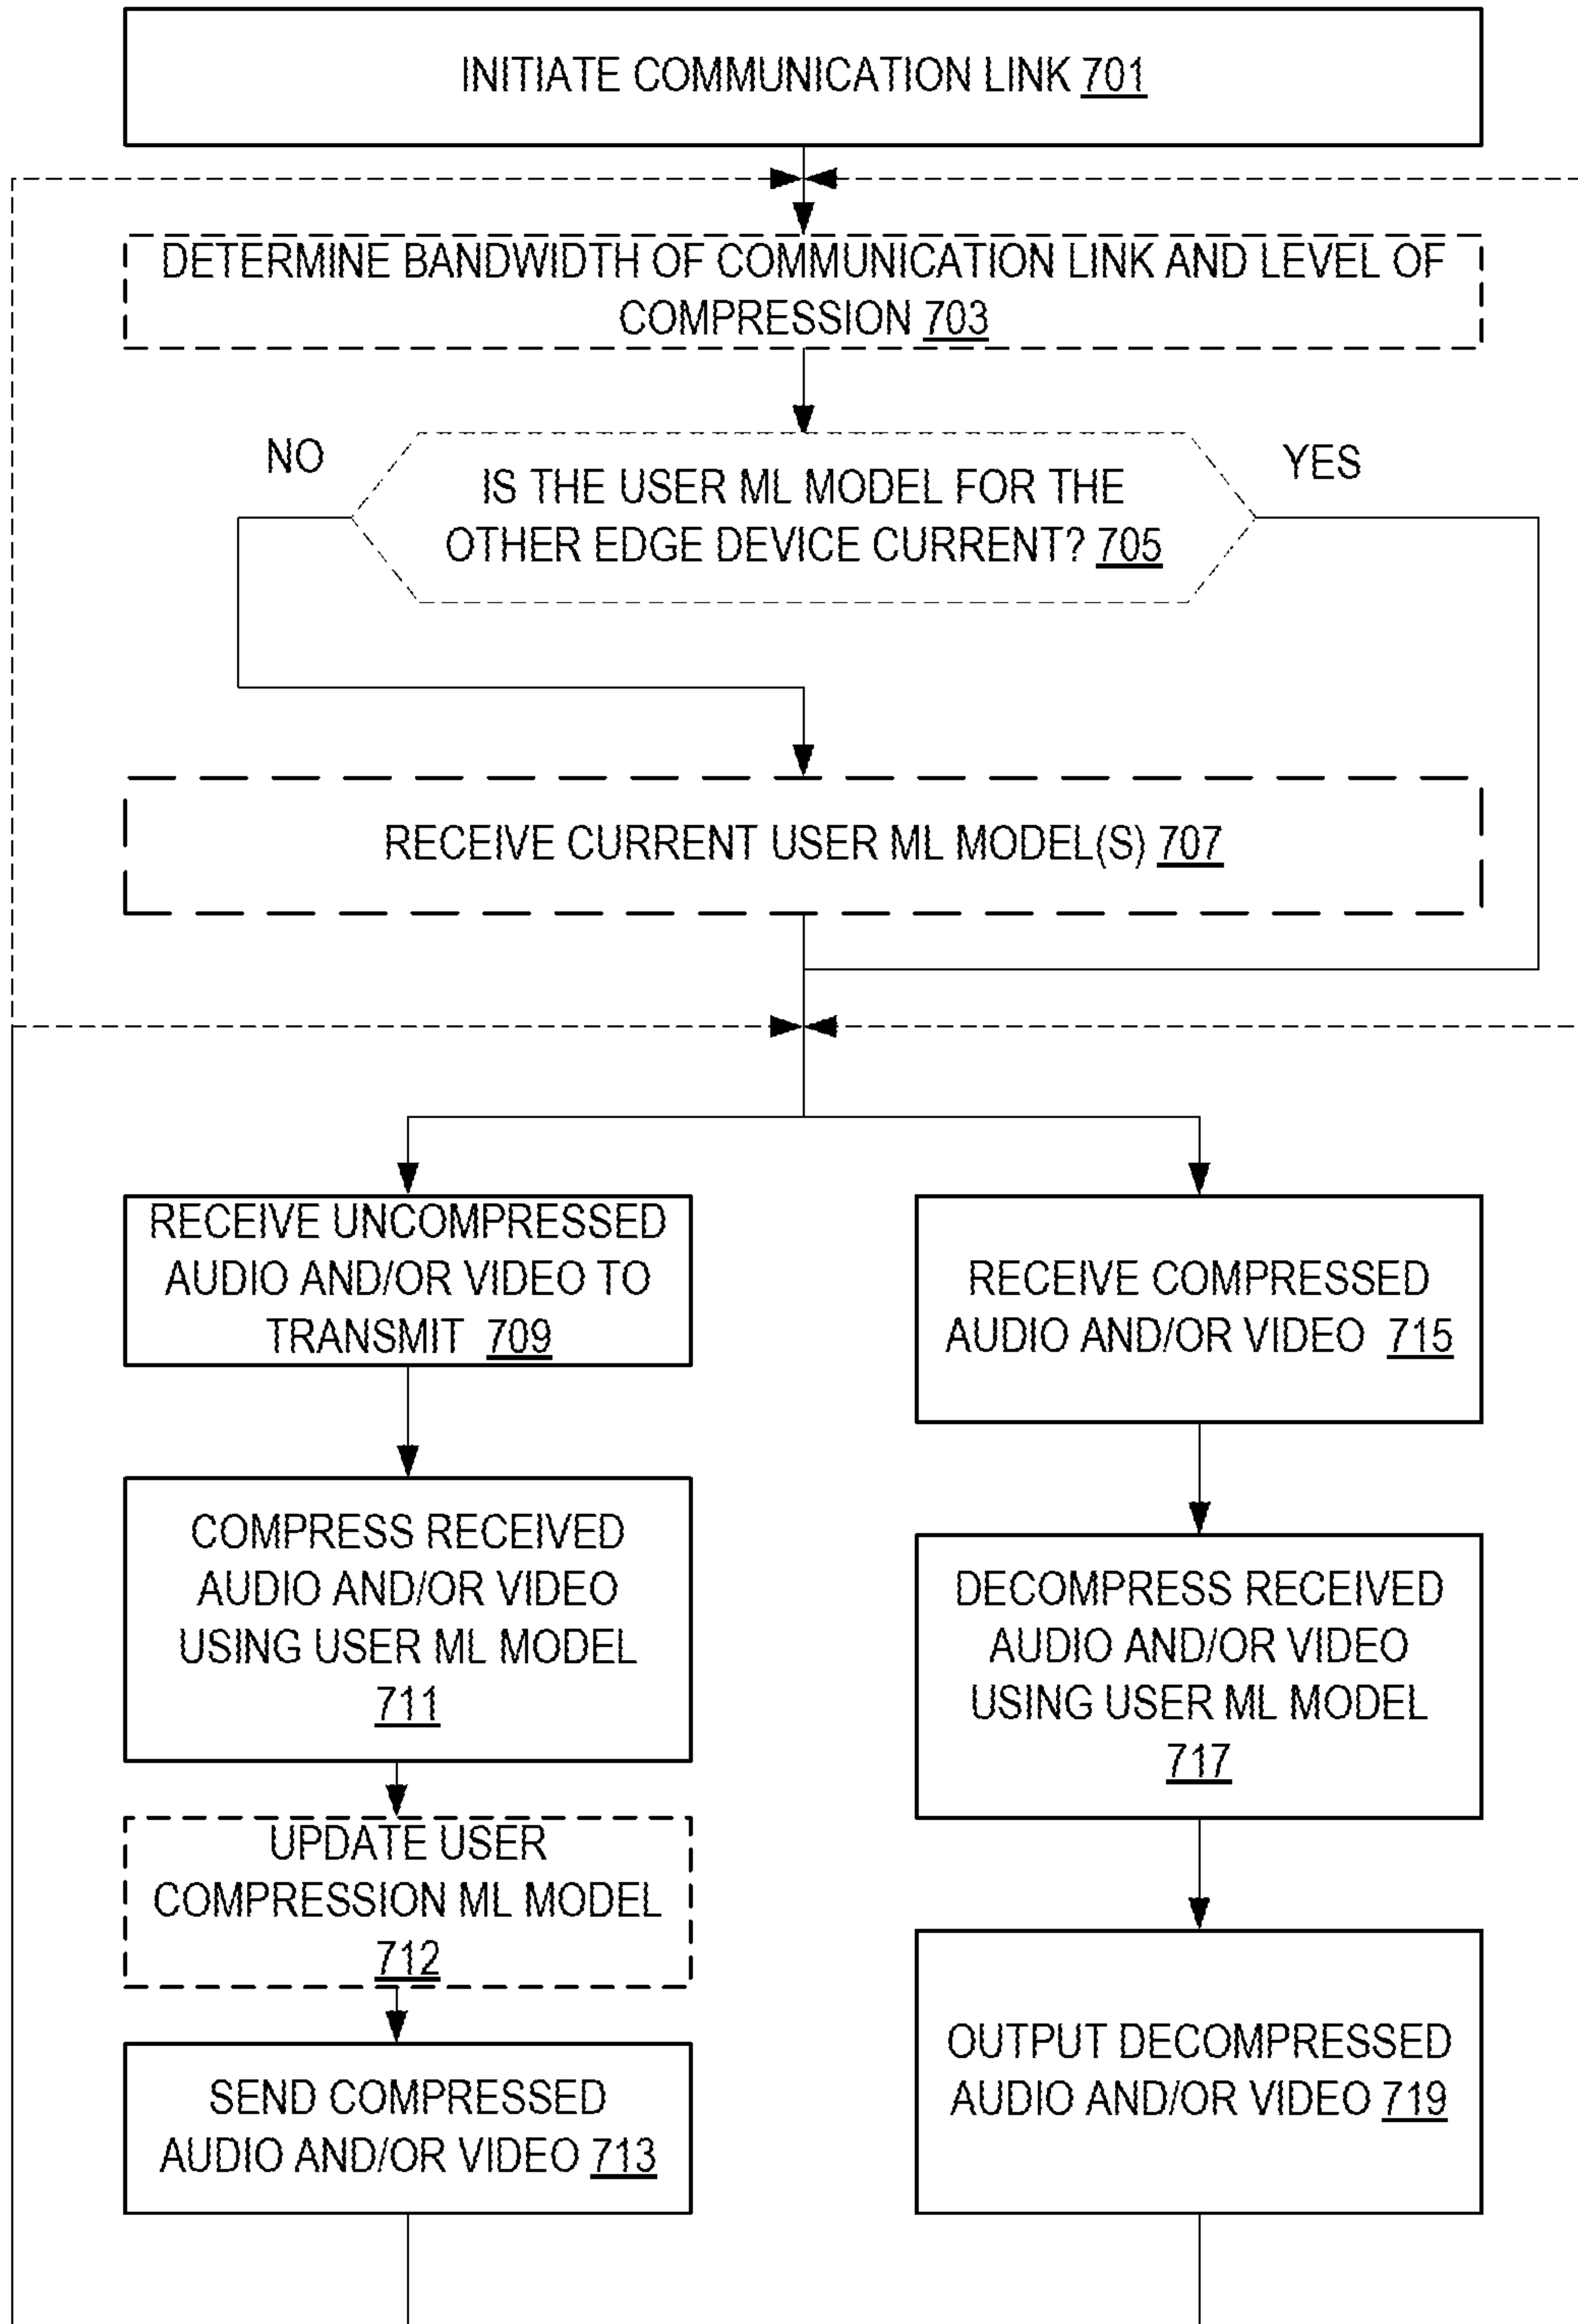 INITIATE COMMUNICATION LINK 701
DETERMINE BANDWIDTH OF COMMUNICATION LINK AND LEVEL OF
COMPRESSION 703
NO
YES
IS THE USER ML MODEL FOR THE
OTHER EDGE DEVICE CURRENT? 705
RECEIVE CURRENT USER ML MODEL(S) 707
RECEIVE UNCOMPRESSED
AUDIO AND/OR VIDEO TO
TRANSMIT 709
COMPRESS RECEIVED
AUDIO AND/OR VIDEO
USING USER ML MODEL
711
UPDATE USER
COMPRESSION ML MODEL
712
SEND COMPRESSED
AUDIO AND/OR VIDEO 713
RECEIVE COMPRESSED
AUDIO AND/OR VIDEO 715
DECOMPRESS RECEIVED
AUDIO AND/OR VIDEO
USING USER ML MODEL
717
OUTPUT DECOMPRESSED
AUDIO AND/OR VIDEO 719